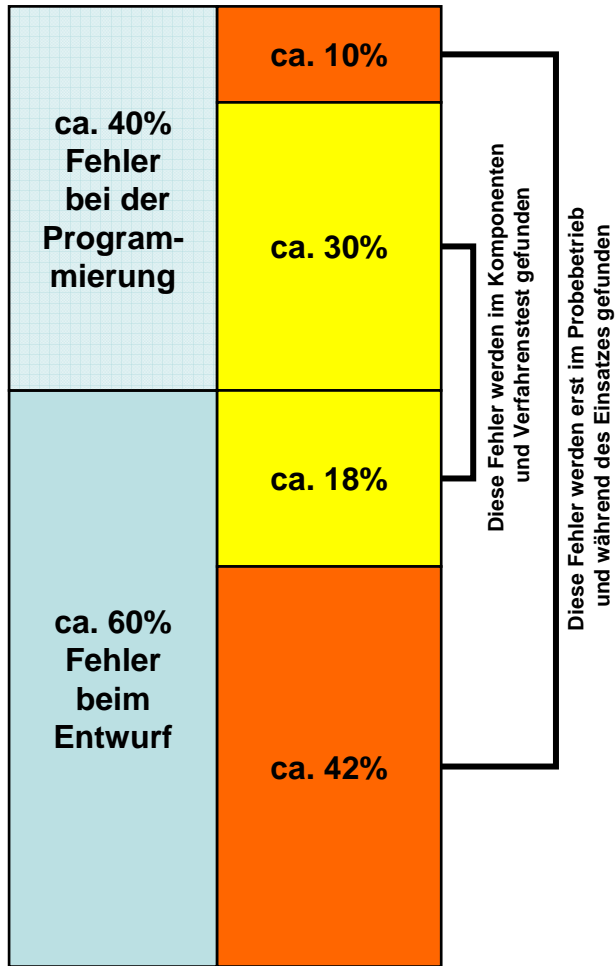 ca. 40%
Fehler
bei der
Program-
mierung
ca. 60%
Fehler
beim
Entwurf
ca. 10%
ca. 30%
ca. 18%
ca. 42%
Diese Fehler werden im Komponenten
und Verfahrenstest gefunden
Diese Fehler werden erst im Probebetrieb
und während des Einsatzes gefunden